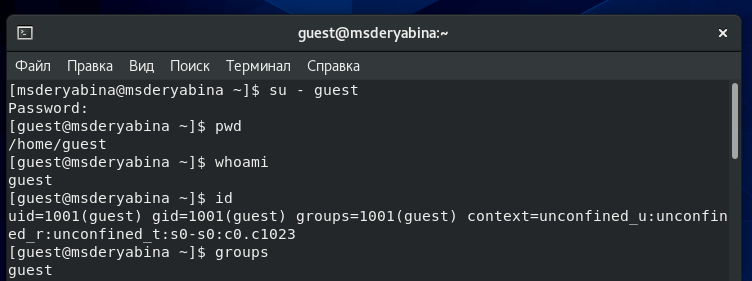 guest@msderyabina:~
Файл Правка Вид Поиск Терминал Справка
[msderyabina@msderyabina ~]$ su - guest
Password:
[guest@msderyabina ~]$ pwd
/home/guest
[guest@msderyabina ~]$ whoami
guest
[guest@msderyabina ~]$ id
uid=1001(guest) gid=1001(guest) groups=1001(guest) context=unconfined_u:unconfin
ed_r:unconfined_t:s0-s0:c0.c1023
[guest@msderyabina ~]$ groups
guest